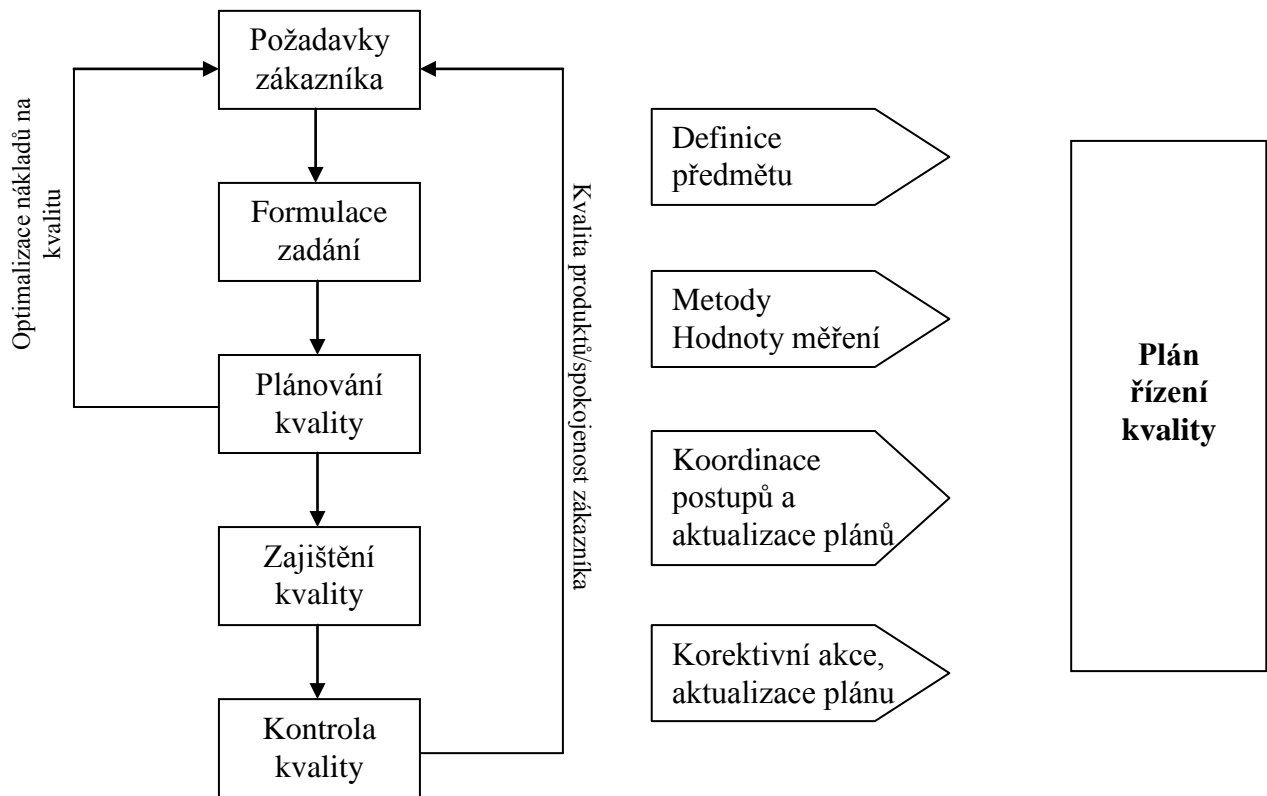 Požadavky
zákazníka
Formulace
zadání
Plánování
kvality
Zajištění
kvality
Kontrola
kvality
Optimalizace nákladů na
kvalitu
Kvalita produktů/spokojenost zákazníka
Definice
předmětu
Metody
Hodnoty měření
Koordinace
postupů a
aktualizace plánů
Korektivní akce,
aktualizace plánu
Plán
řízení
kvality